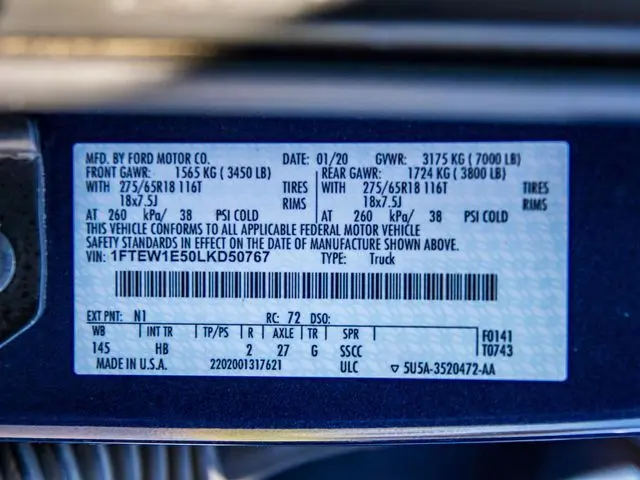 MFD. BY FORD MOTOR CO. DATE: 01/20 GVWR: 3175 KG ( 7000 LB)
FRONT GAWR: 1565 KG ( 3450 LB) REAR GAWR: 1724 KG ( 3800 LB)
WITH 275/65R18 116T TIRES WITH 275/65R18 116T TIRES
18x7.5J RIMS 18x7.5J RIMS
AT 260 kPa/ 38 PSI COLD AT 260 kPa/ 38 PSI COLD
THIS VEHICLE CONFORMS TO ALL APPLICABLE FEDERAL MOTOR VEHICLE
SAFETY STANDARDS IN EFFECT ON THE DATE OF MANUFACTURE SHOWN ABOVE.
VIN: 1FTEW1E50LKD50767 TYPE: Truck
EXT PNT: N1 RC: 72 DSO:
WB INT TR TP/PS R AXLE TR SPR F0141
145 HB 2 27 G SSCC T0743
MADE IN U.S.A. 2202001317621 ULC ▽ 5U5A-3520472-AA